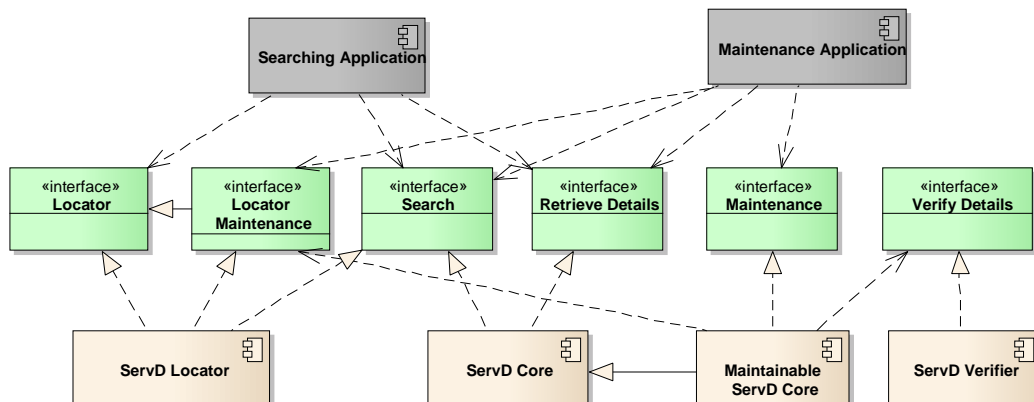 Searching Application
Maintenance Application
«interface»
Locator
«interface»
Locator
Maintenance
«interface»
Search
«interface»
Retrieve Details
«interface»
Maintenance
«interface»
Verify Details
ServD Locator
ServD Core
Maintainable
ServD Core
ServD Verifier